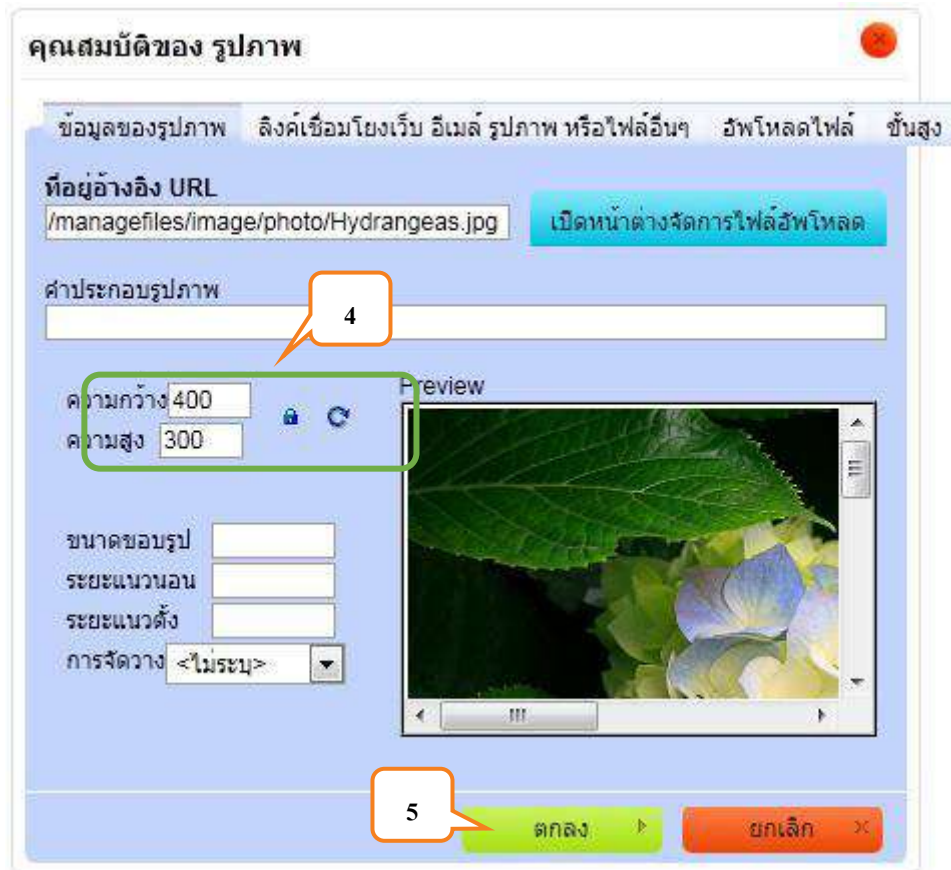 คุณสมบัติของ รูปภาพ
ข้อมูลของรูปภาพ ลิงค์เชื่อมโยงเว็บ อีเมล์ รูปภาพ หรือไฟล์อื่นๆ อัพโหลดไฟล์ ขั้นสูง
ที่อยู่อ้างอิง URL
/managefiles/image/photo/Hydrangeas.jpg เปิดหน้าต่างจัดการไฟล์อัพโหลด
คำประกอบรูปภาพ
4
ความกว้าง 400
ความสูง 300
Preview
ขนาดขอบรูป
ระยะแนวนอน
ระยะแนวตั้ง
การจัดวาง <ไม่ระบุ>
5
ตกลง ยกเลิก